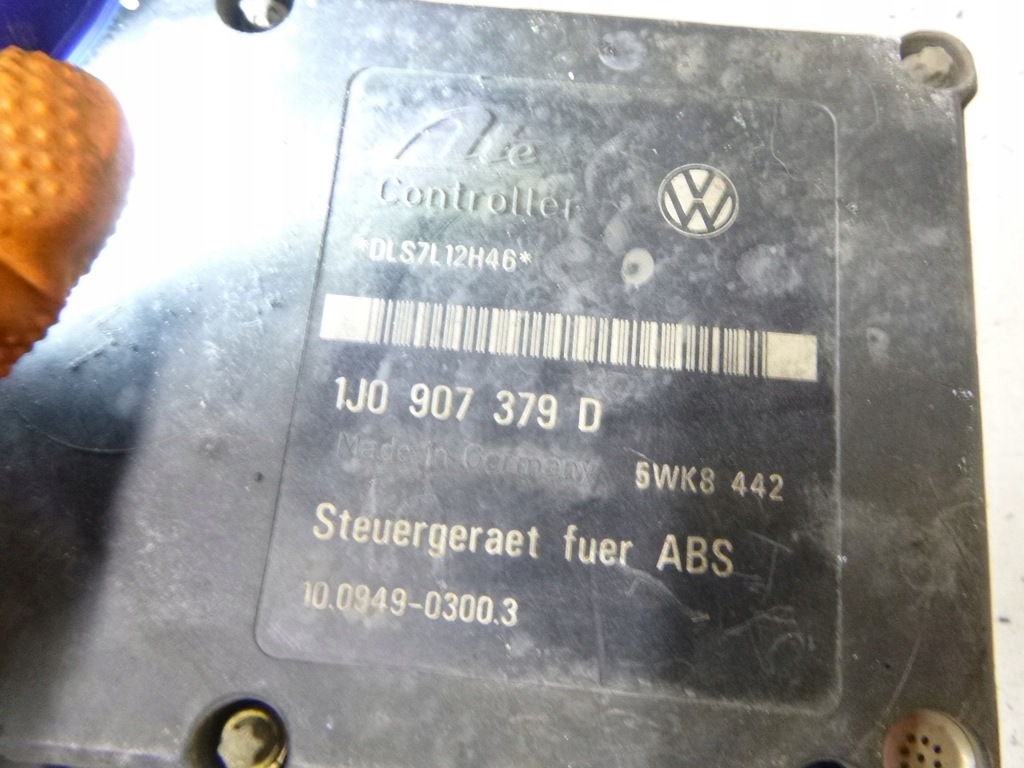 Ate
Controller
*DLS7L12H46*
1J0 907 379 D
Made in Germany
5WK8 442
Steuergeraet fuer ABS
10.0949-0300.3